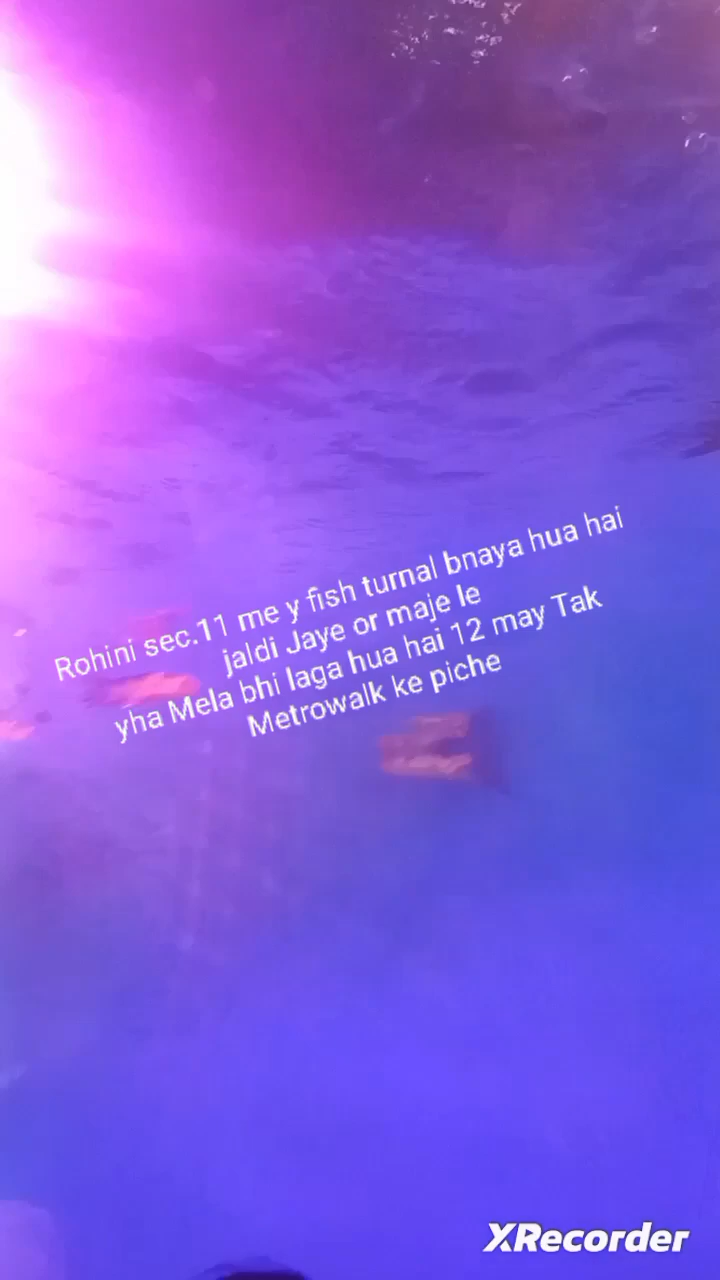 Rohini sec.11 me y fish turnal bnaya hua hai
jaldi Jaye or maje le
yha Mela bhi laga hua hai 12 may Tak
Metrowalk ke piche
XRecorder